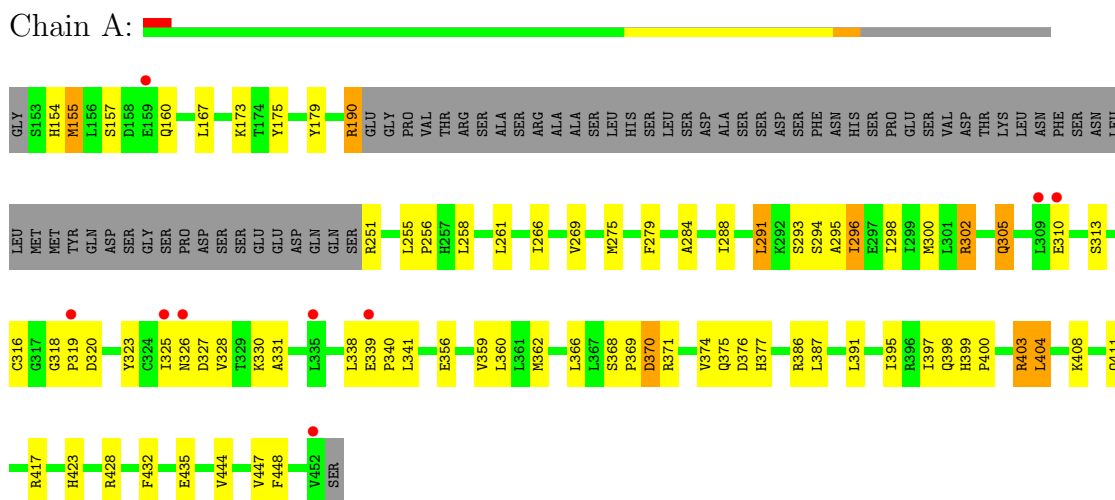 Chain A:
GLY S153 H154 M155 L156 S157 D158 E159 Q160 L167 K173 T174 Y175 Y179 R190 GLU GLY PRO VAL THR ARG SER ALA SER ARG ALA ALA SER LEU HIS SER LEU SER ASP ALA SER SER ASP SER PHE ASN HIS SER PRO GLU SER VAL ASP THR LYS LEU ASN PHE SER ASN LEU
LEU MET MET TYR GLN ASP SER GLY SER PRO ASP SER SER GLU GLU ASP GLN GLN SER R251 L255 P256 H257 L258 L261 I266 V269 M275 F279 A284 I288 L291 K292 S293 S294 A295 I296 E297 I298 I299 M300 L301 R302 Q305 L309 E310 S313
C316 G317 G318 P319 D320 Y323 C324 I325 N326 D327 V328 T329 K330 A331 L335 L338 E339 P340 L341 E356 V359 L360 L361 M362 L366 L367 S368 P369 D370 R371 V374 Q375 D376 H377 R386 L387 L391 I395 R396 I397 Q398 H399 P400 R403 L404 K408
R417 H423 R428 F432 E435 V444 V447 F448 V452 SER